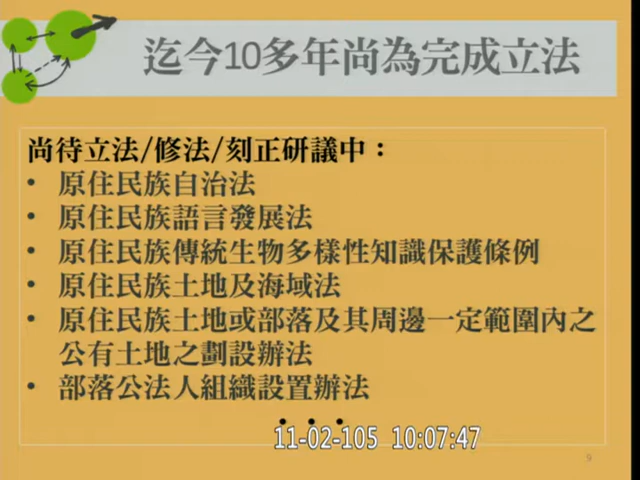 迄今10多年尚為完成立法
尚待立法/修法/刻正研議中：
• 原住民族自治法
• 原住民族語言發展法
• 原住民族傳統生物多樣性知識保護條例
• 原住民族土地及海域法
• 原住民族土地或部落及其周邊一定範圍內之
公有土地之劃設辦法
• 部落公法人組織設置辦法
• • •
11-02-105 10:07:47
9